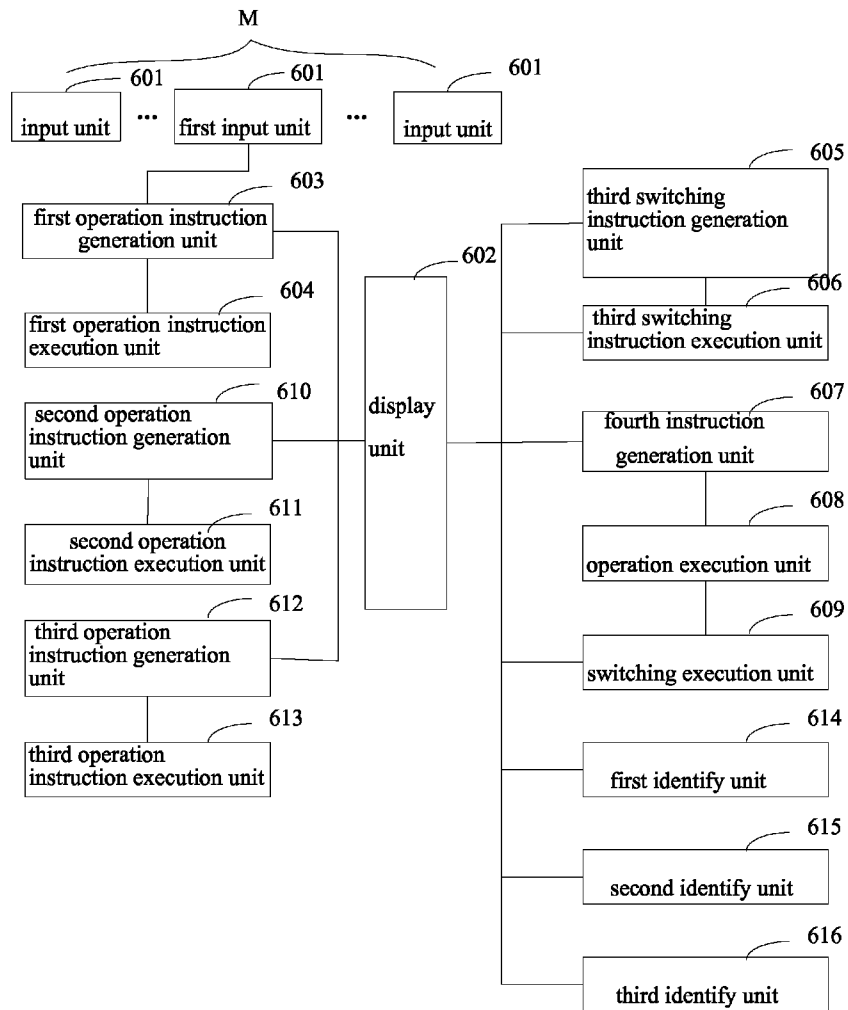 M
601
601
601
input unit
...
first input unit
...
input unit
603
first operation instruction
generation unit
604
first operation instruction
execution unit
610
second operation
instruction generation
unit
611
second operation
instruction execution unit
612
third operation
instruction generation
unit
613
third operation
instruction execution unit
602
display
unit
605
third switching
instruction generation
unit
606
third switching
instruction execution unit
607
fourth instruction
generation unit
608
operation execution unit
609
switching execution unit
614
first identify unit
615
second identify unit
616
third identify unit